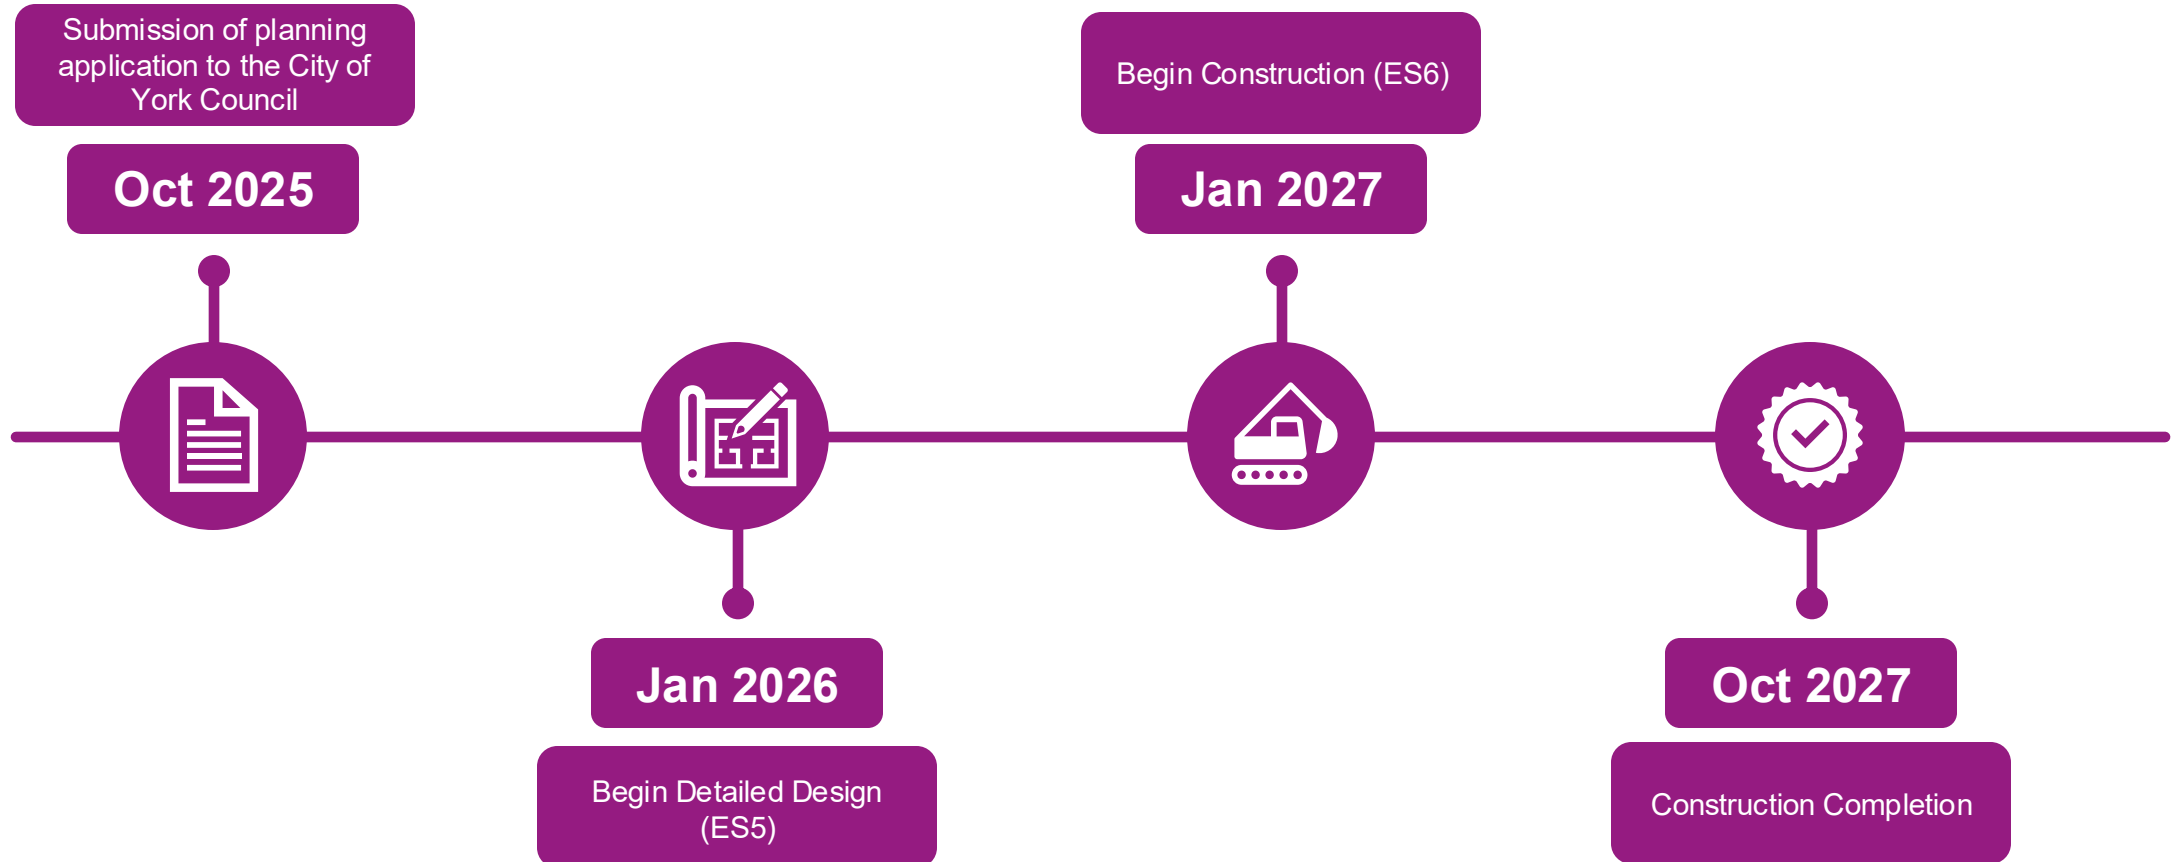 Submission of planning
application to the City of
York Council
Oct 2025
Jan 2026
Begin Detailed Design
(ES5)
Begin Construction (ES6)
Jan 2027
Oct 2027
Construction Completion